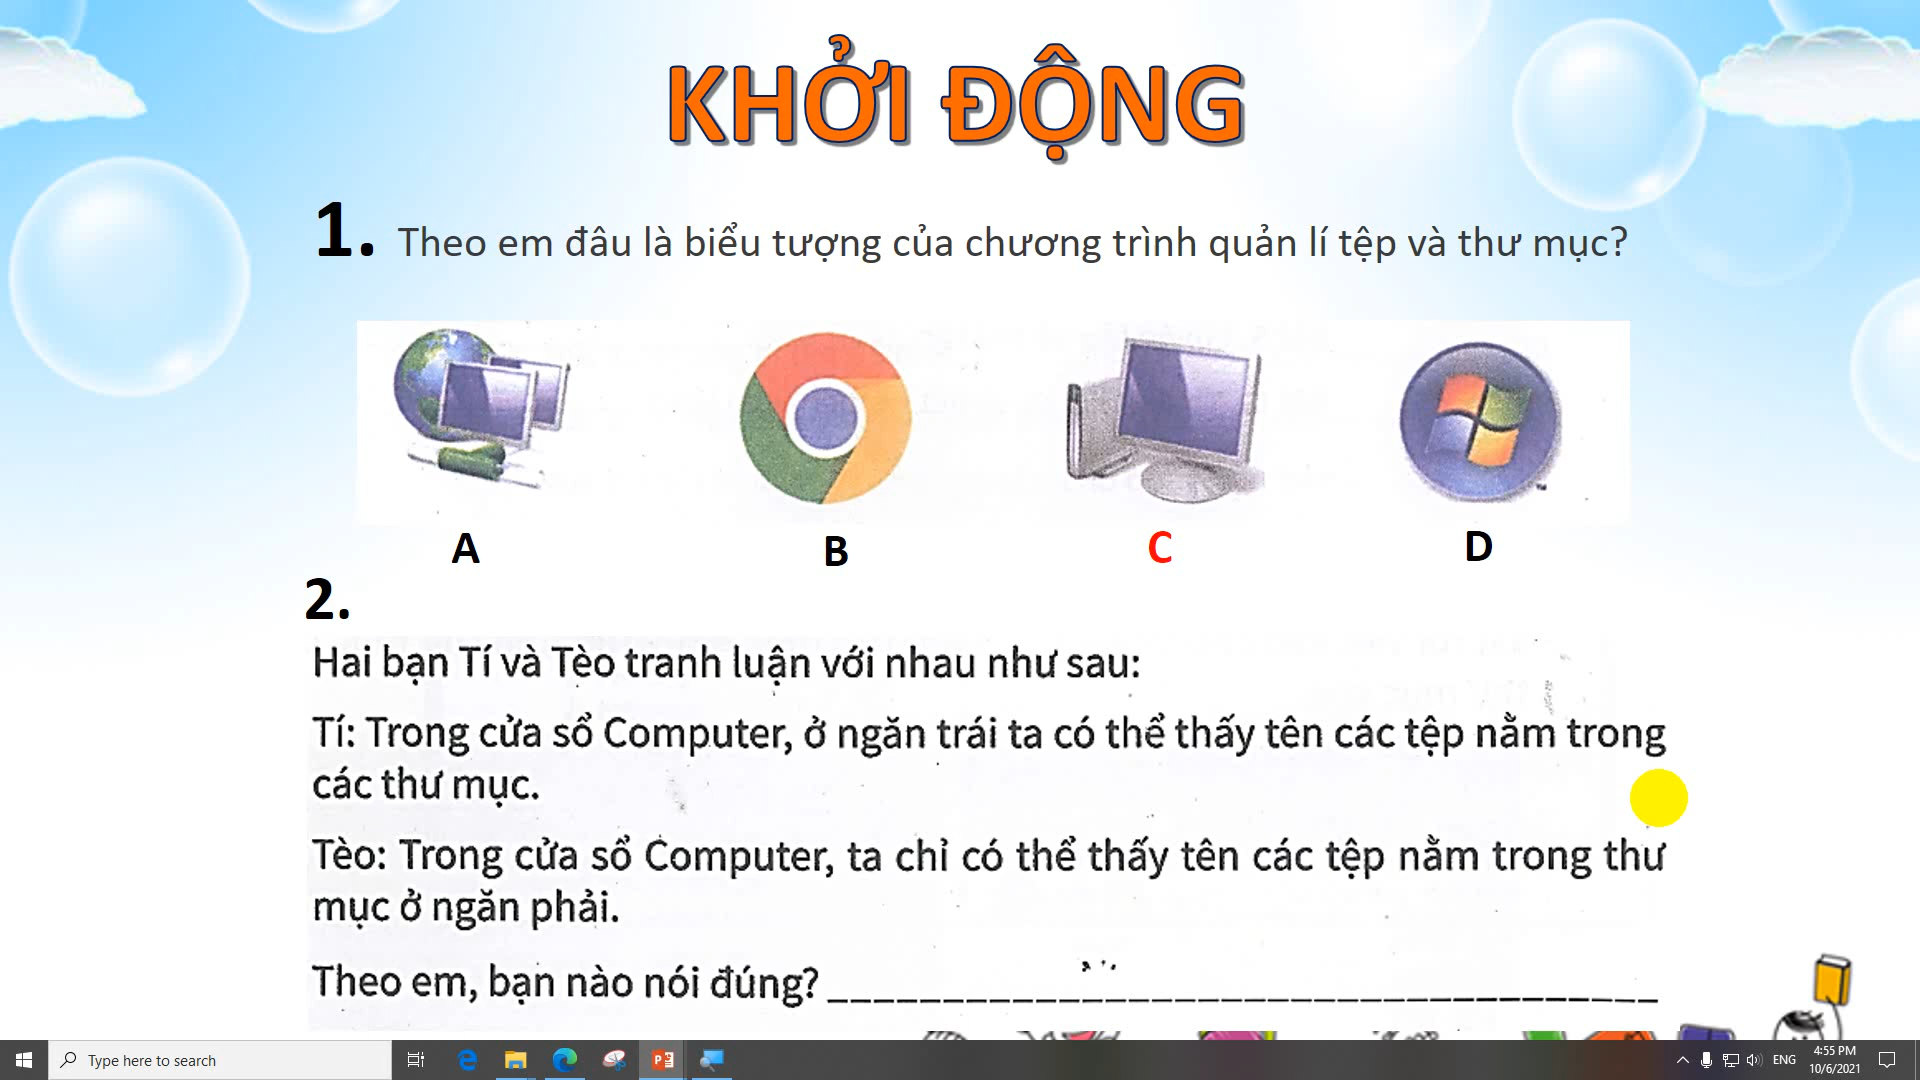 KHỞI ĐỘNG
1. Theo em đâu là biểu tượng của chương trình quản lí tệp và thư mục?
A B C D
2.
Hai bạn Tí và Tèo tranh luận với nhau như sau:
Tí: Trong cửa sổ Computer, ở ngăn trái ta có thể thấy tên các tệp nằm trong
các thư mục.
Tèo: Trong cửa sổ Computer, ta chỉ có thể thấy tên các tệp nằm trong thư
mục ở ngăn phải.
Theo em, bạn nào nói đúng? ____________________________________
Type here to search
ENG
4:55 PM
10/6/2021